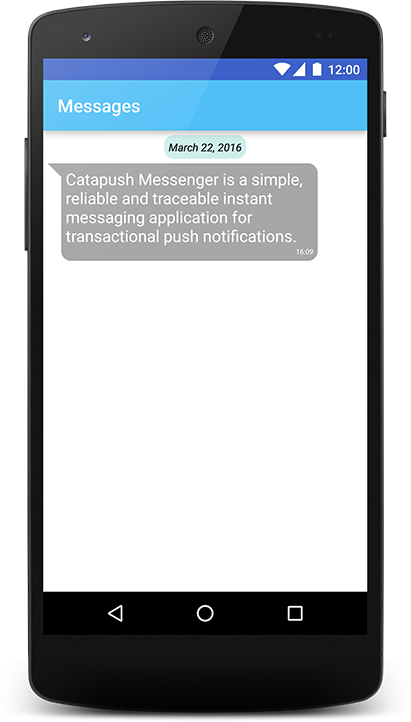 12:00
Messages
March 22, 2016
Catapush Messenger is a simple,
reliable and traceable instant
messaging application for
transactional push notifications.
16:09